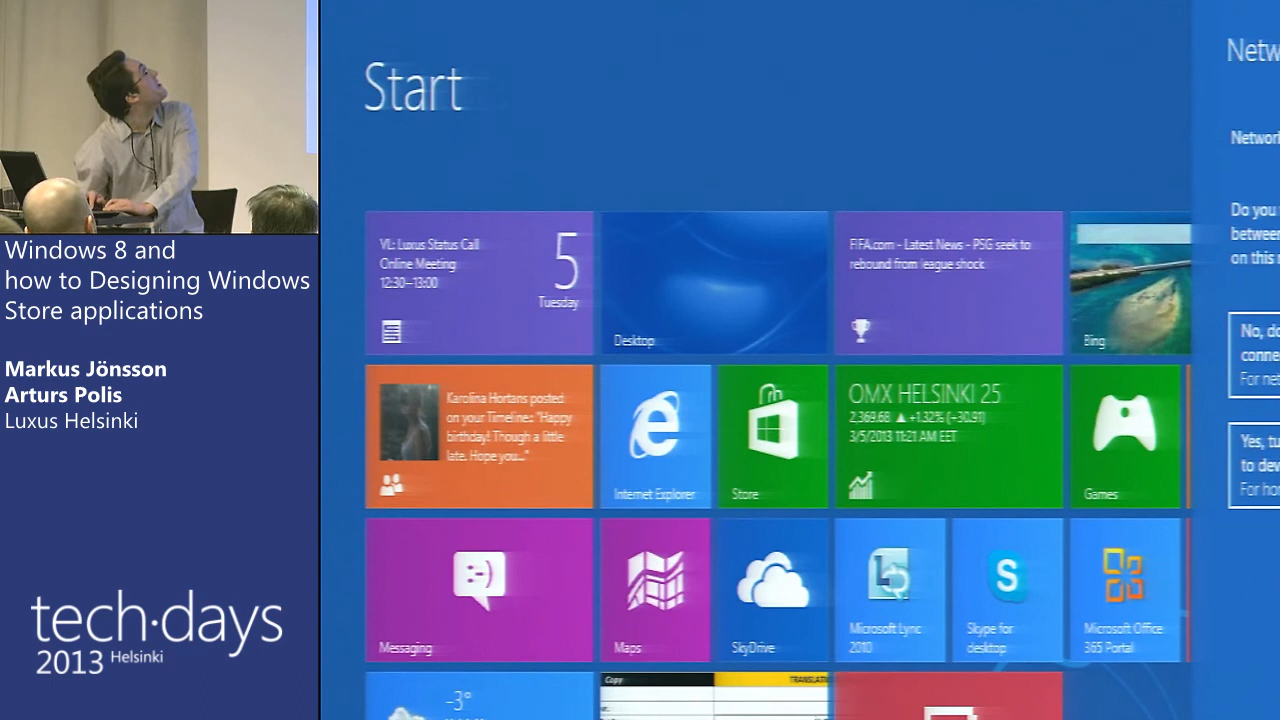 Windows 8 and
how to Designing Windows
Store applications
Markus Jönsson
Arturs Polis
Luxus Helsinki
tech·days
2013 Helsinki
Start
VL: Luxus Status Call
Online Meeting
12:30–13:00
5
Tuesday
Desktop
FIFA.com - Latest News - PSG seek to
rebound from league shock
Bing
Karolina Hortans posted
on your Timeline: "Happy
birthday! Though a little
late. Hope you..."
Internet Explorer
Store
OMX HELSINKI 25
2,369.68 ▲ +1.32% (+30.91)
3/5/2013 11:21 AM EET
Games
Messaging
Maps
SkyDrive
Microsoft Lync
2010
Skype for
desktop
Microsoft Office
365 Portal
-3°
Copy
TRANSLATI
Netw
Network
Do you
between
on this
No, do
conne
For net
Yes, tu
to dev
For ho